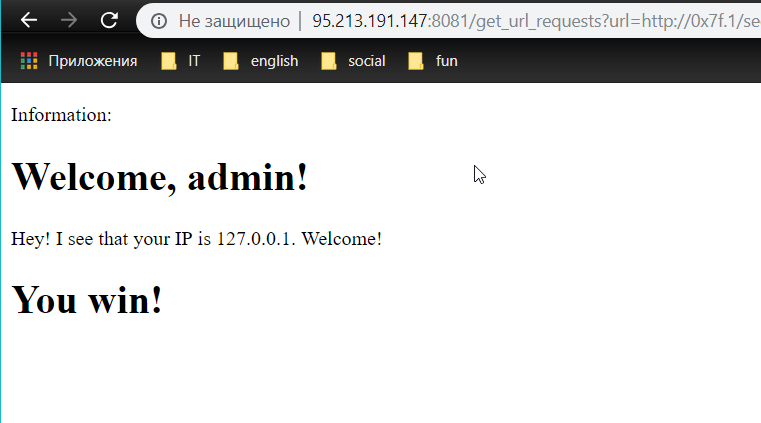 Не защищено | 95.213.191.147:8081/get_url_requests?url=http://0x7f.1/se
Приложения IT english social fun
Information:
Welcome, admin!
Hey! I see that your IP is 127.0.0.1. Welcome!
You win!